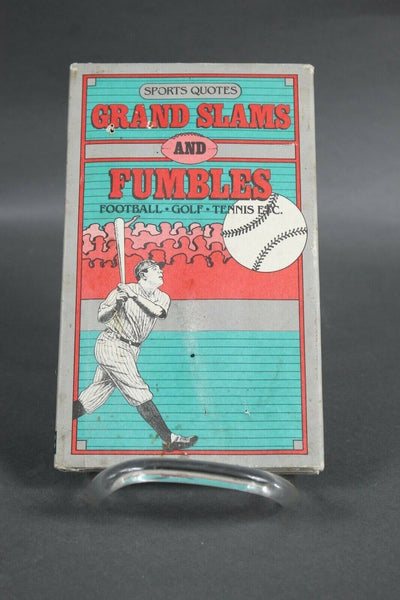 SPORTS QUOTES
GRAND SLAMS
AND
FUMBLES
FOOTBALL • GOLF • TENNIS ETC.